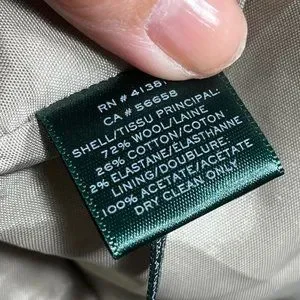 RN # 41381
CA # 56658
SHELL/TISSU PRINCIPAL:
72% WOOL/LAINE
26% COTTON/COTON
2% ELASTANE/ELASTHANNE
LINING/DOUBLURE:
100% ACETATE/ACETATE
DRY CLEAN ONLY